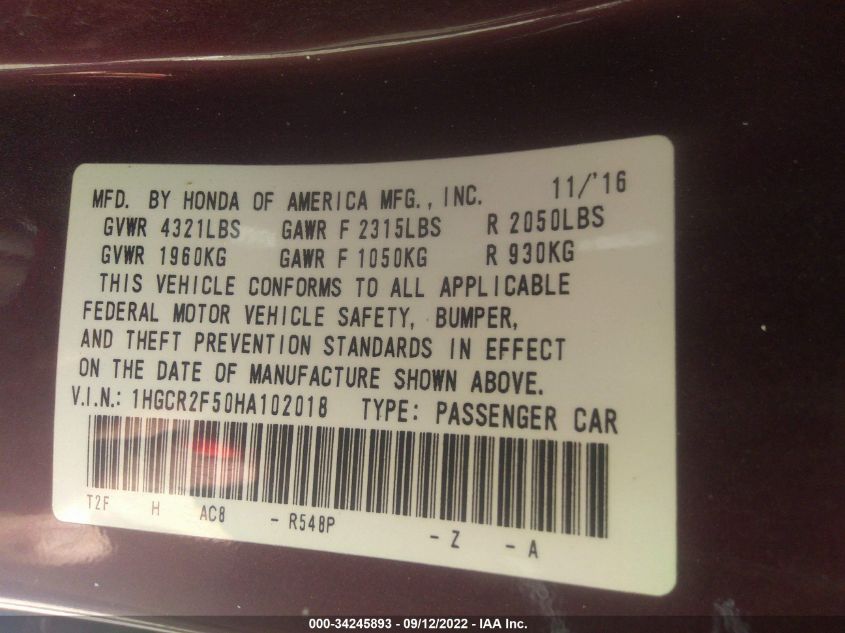 MFD. BY HONDA OF AMERICA MFG., INC. 11/'16
GVWR 4321LBS GAWR F 2315LBS R 2050LBS
GVWR 1960KG GAWR F 1050KG R 930KG
THIS VEHICLE CONFORMS TO ALL APPLICABLE
FEDERAL MOTOR VEHICLE SAFETY, BUMPER,
AND THEFT PREVENTION STANDARDS IN EFFECT
ON THE DATE OF MANUFACTURE SHOWN ABOVE.
V.I.N.: 1HGCR2F50HA102018 TYPE: PASSENGER CAR
T2F H AC8 - R548P - Z - A
000-34245893 - 09/12/2022 - IAA Inc.